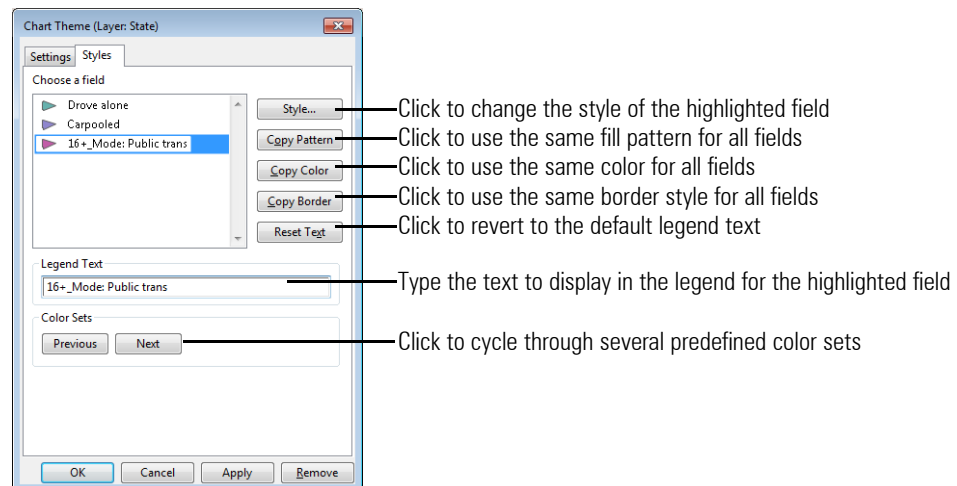 Chart Theme (Layer: State)
Settings Styles
Choose a field
Drove alone
Carpooled
16+_Mode: Public trans
Style... Click to change the style of the highlighted field
Copy Pattern Click to use the same fill pattern for all fields
Copy Color Click to use the same color for all fields
Copy Border Click to use the same border style for all fields
Reset Text Click to revert to the default legend text
Legend Text
16+_Mode: Public trans Type the text to display in the legend for the highlighted field
Color Sets
Previous Next Click to cycle through several predefined color sets
OK Cancel Apply Remove